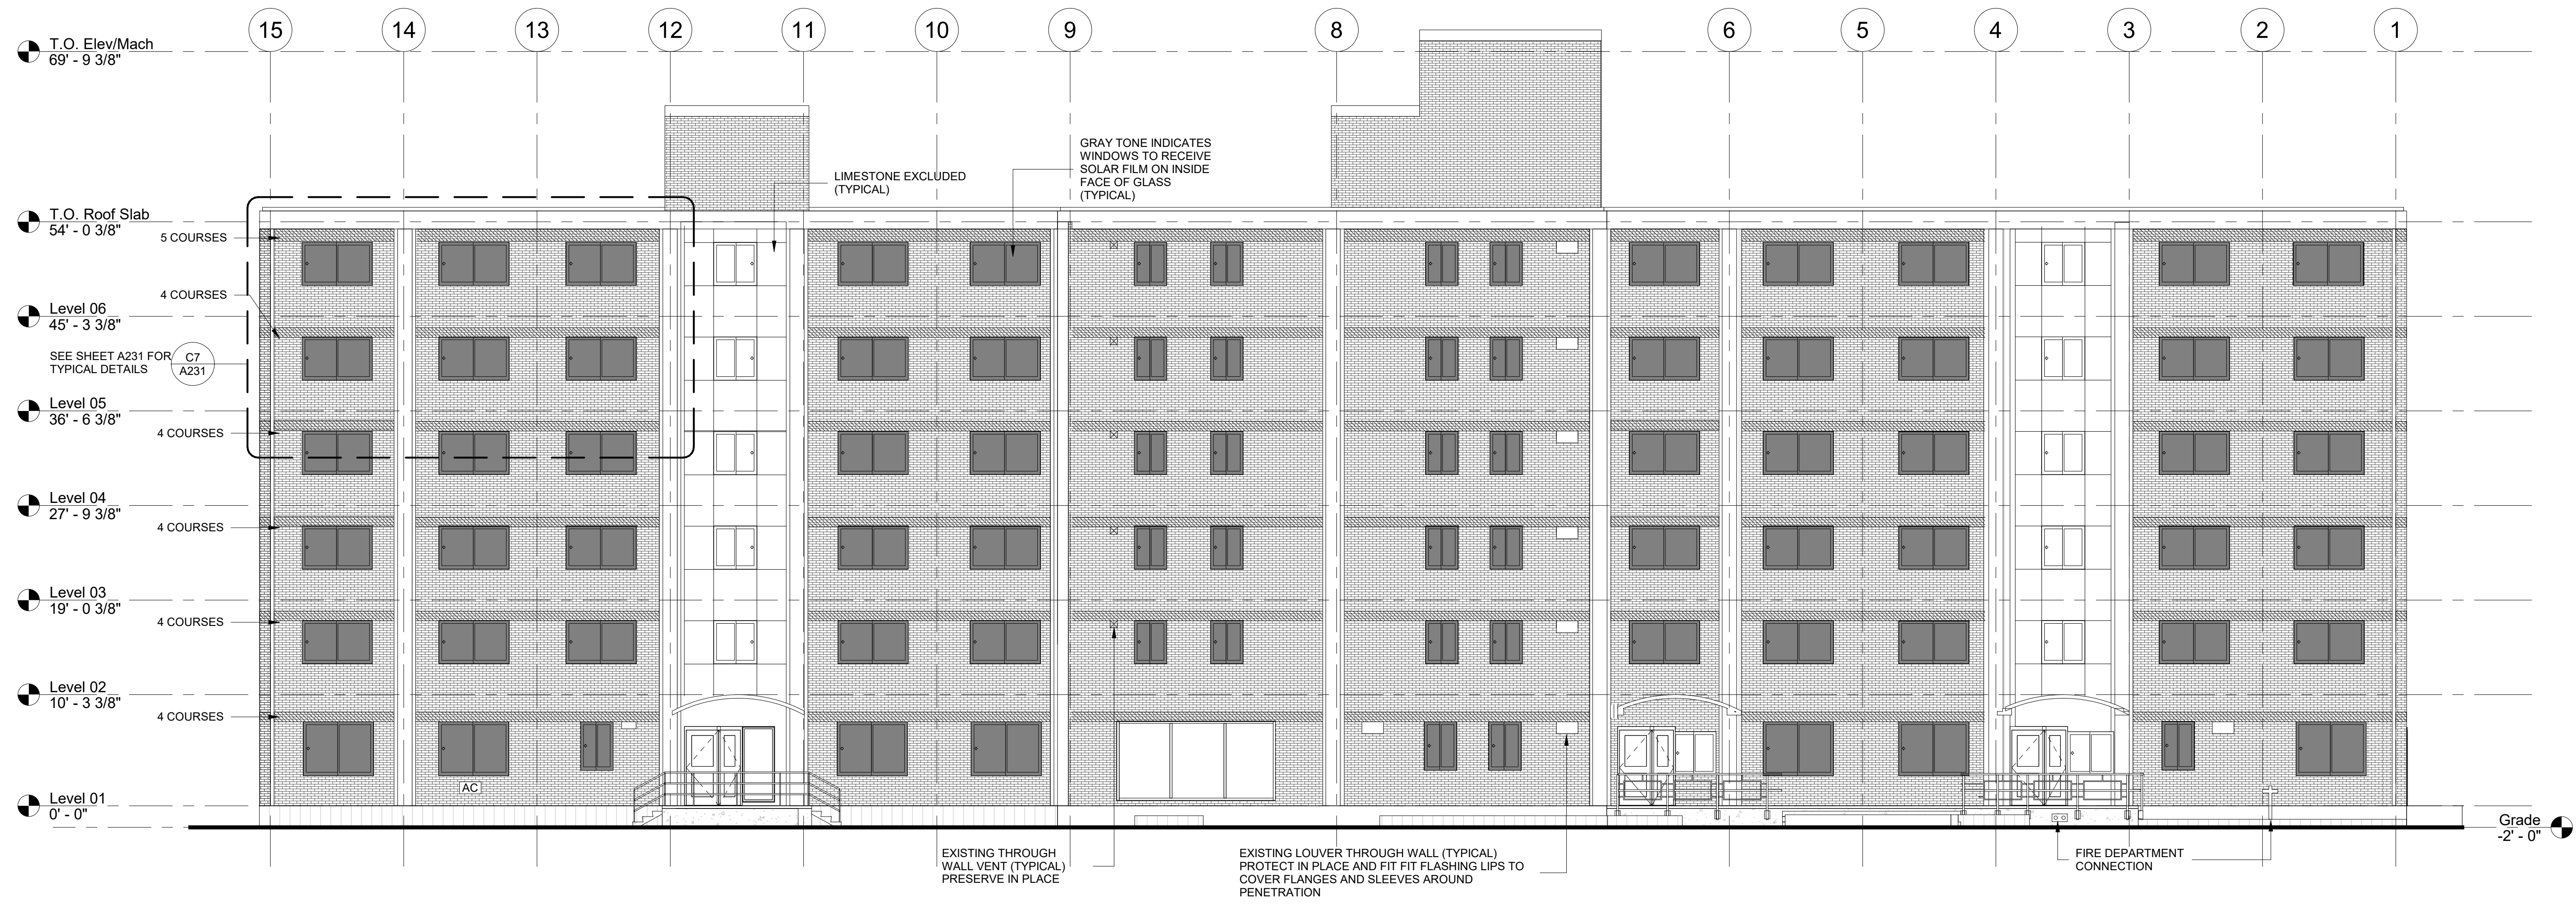 15
14
13
12
11
10
9
8
6
5
4
3
2
1
T.O. Elev/Mach
69' - 9 3/8"
GRAY TONE INDICATES
WINDOWS TO RECEIVE
SOLAR FILM ON INSIDE
FACE OF GLASS
(TYPICAL)
LIMESTONE EXCLUDED
(TYPICAL)
T.O. Roof Slab
54' - 0 3/8"
5 COURSES
4 COURSES
Level 06
45' - 3 3/8"
SEE SHEET A231 FOR
TYPICAL DETAILS
C7
A231
Level 05
36' - 6 3/8"
4 COURSES
Level 04
27' - 9 3/8"
4 COURSES
Level 03
19' - 0 3/8"
4 COURSES
Level 02
10' - 3 3/8"
4 COURSES
AC
Level 01
0' - 0"
Grade
-2' - 0"
EXISTING THROUGH
WALL VENT (TYPICAL)
PRESERVE IN PLACE
EXISTING LOUVER THROUGH WALL (TYPICAL)
PROTECT IN PLACE AND FIT FIT FLASHING LIPS TO
COVER FLANGES AND SLEEVES AROUND
PENETRATION
FIRE DEPARTMENT
CONNECTION